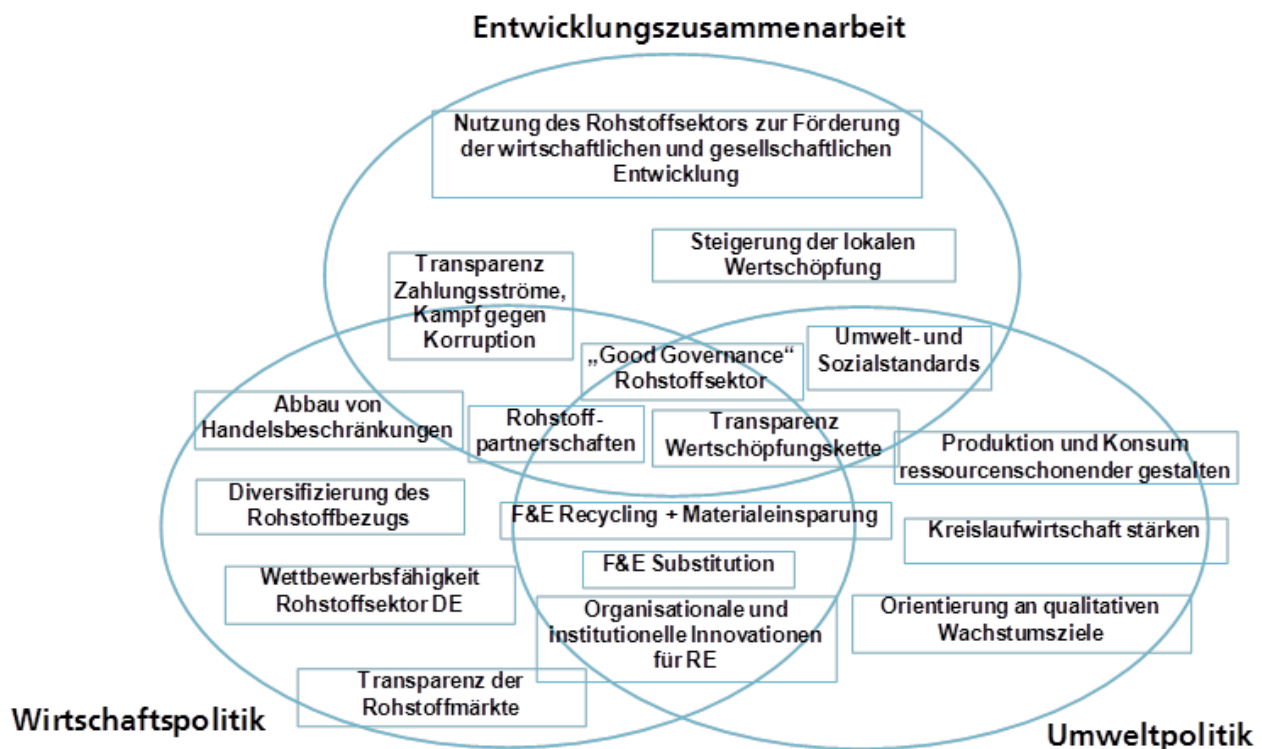 Entwicklungszusammenarbeit
Nutzung des Rohstoffsektors zur Förderung
der wirtschaftlichen und gesellschaftlichen
Entwicklung
Steigerung der lokalen
Wertschöpfung
Transparenz
Zahlungsströme,
Kampf gegen
Korruption
„Good Governance“
Rohstoffsektor
Umwelt- und
Sozialstandards
Abbau von
Handelsbeschränkungen
Rohstoff-
partnerschaften
Transparenz
Wertschöpfungskette
Produktion und Konsum
ressourcenschonender gestalten
Diversifizierung des
Rohstoffbezugs
F&E Recycling + Materialeinsparung
Kreislaufwirtschaft stärken
F&E Substitution
Wettbewerbsfähigkeit
Rohstoffsektor DE
Organisationale und
institutionelle Innovationen
für RE
Orientierung an qualitativen
Wachstumsziele
Transparenz der
Rohstoffmärkte
Wirtschaftspolitik
Umweltpolitik